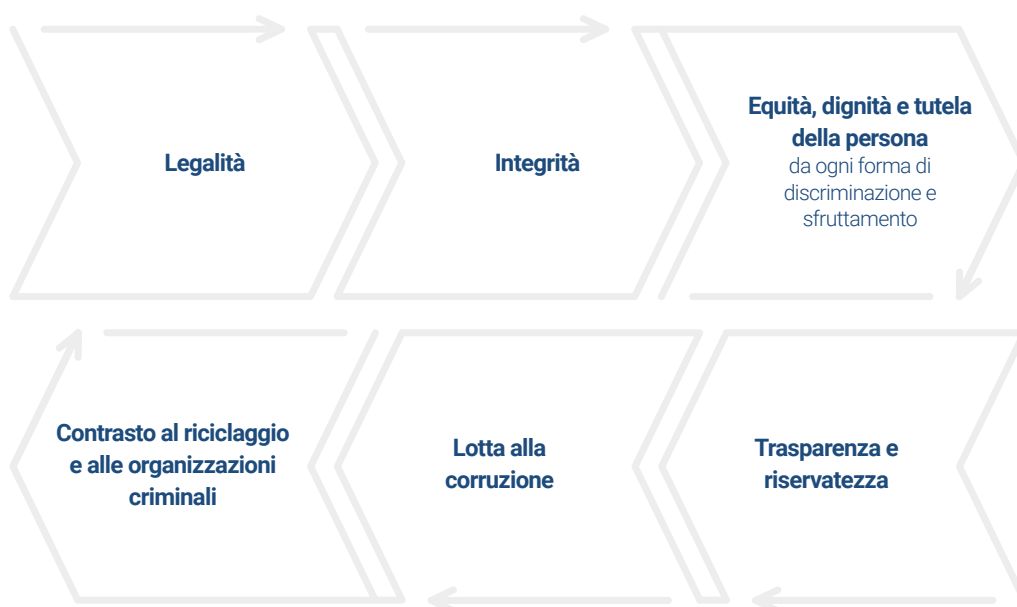 Legalità
Integrità
Equità, dignità e tutela
della persona
da ogni forma di
discriminazione e
sfruttamento
Contrasto al riciclaggio
e alle organizzazioni
criminali
Lotta alla
corruzione
Trasparenza e
riservatezza